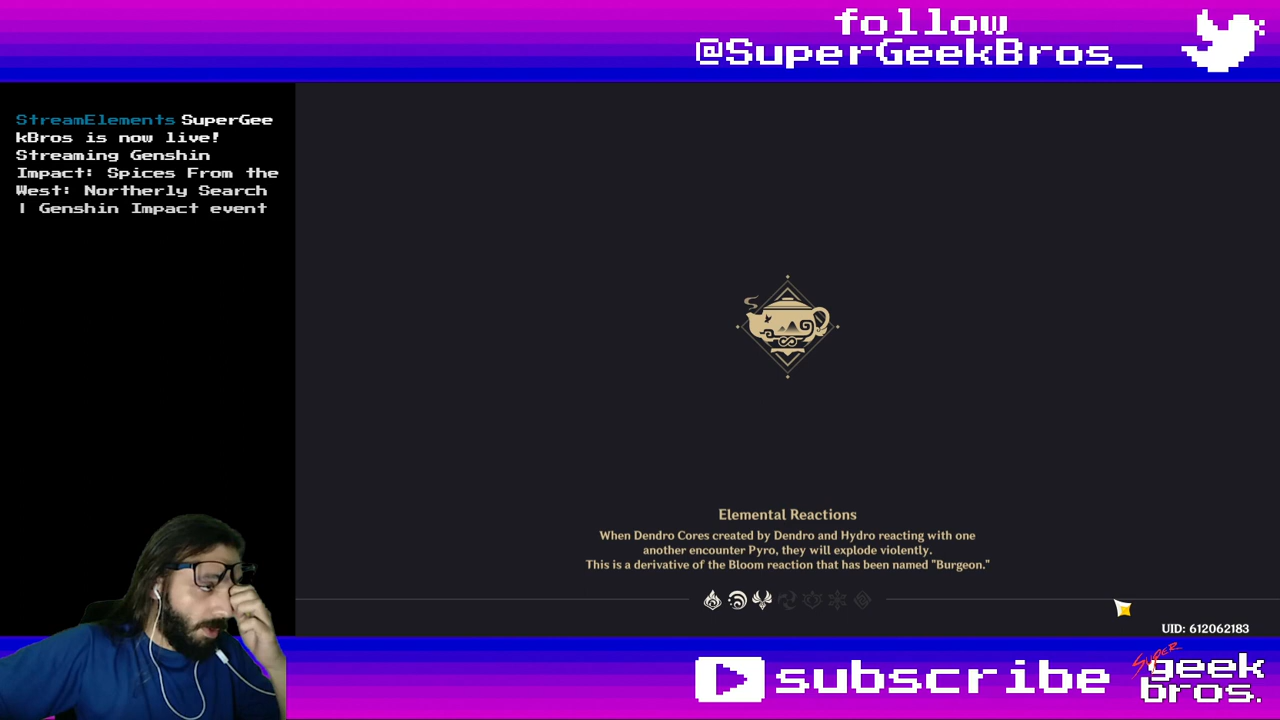 follow
@SuperGeekBros_
StreamElements SuperGee
kBros is now live!
Streaming Genshin
Impact: Spices From the
West: Northerly Search
| Genshin Impact event
Elemental Reactions
When Dendro Cores created by Dendro and Hydro reacting with one
another encounter Pyro, they will explode violently.
This is a derivative of the Bloom reaction that has been named "Burgeon."
UID: 612062183
subscribe
SUPER
geek
bros.